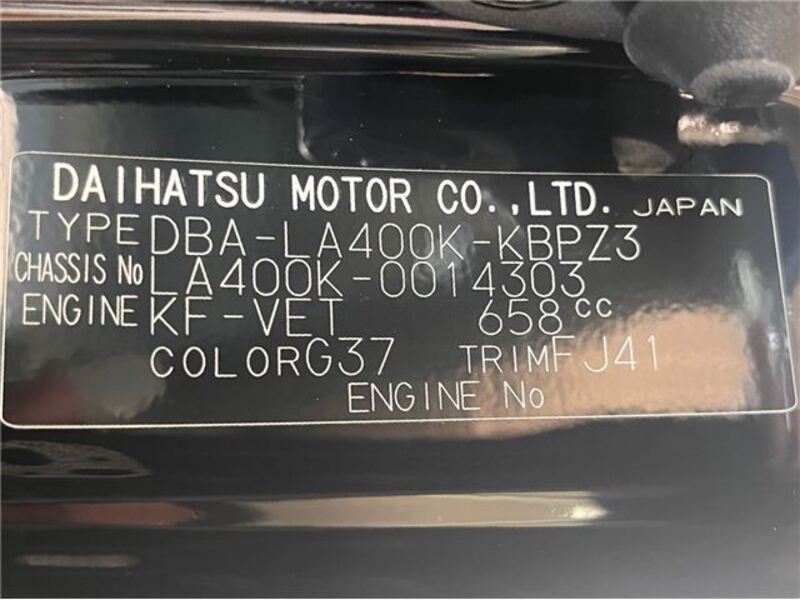 DAIHATSU MOTOR CO.,LTD. JAPAN
TYPE DBA-LA400K-KBPZ3
CHASSIS No LA400K-0014303
ENGINE KF-VET 658cc
COLOR G37 TRIM FJ41
ENGINE No